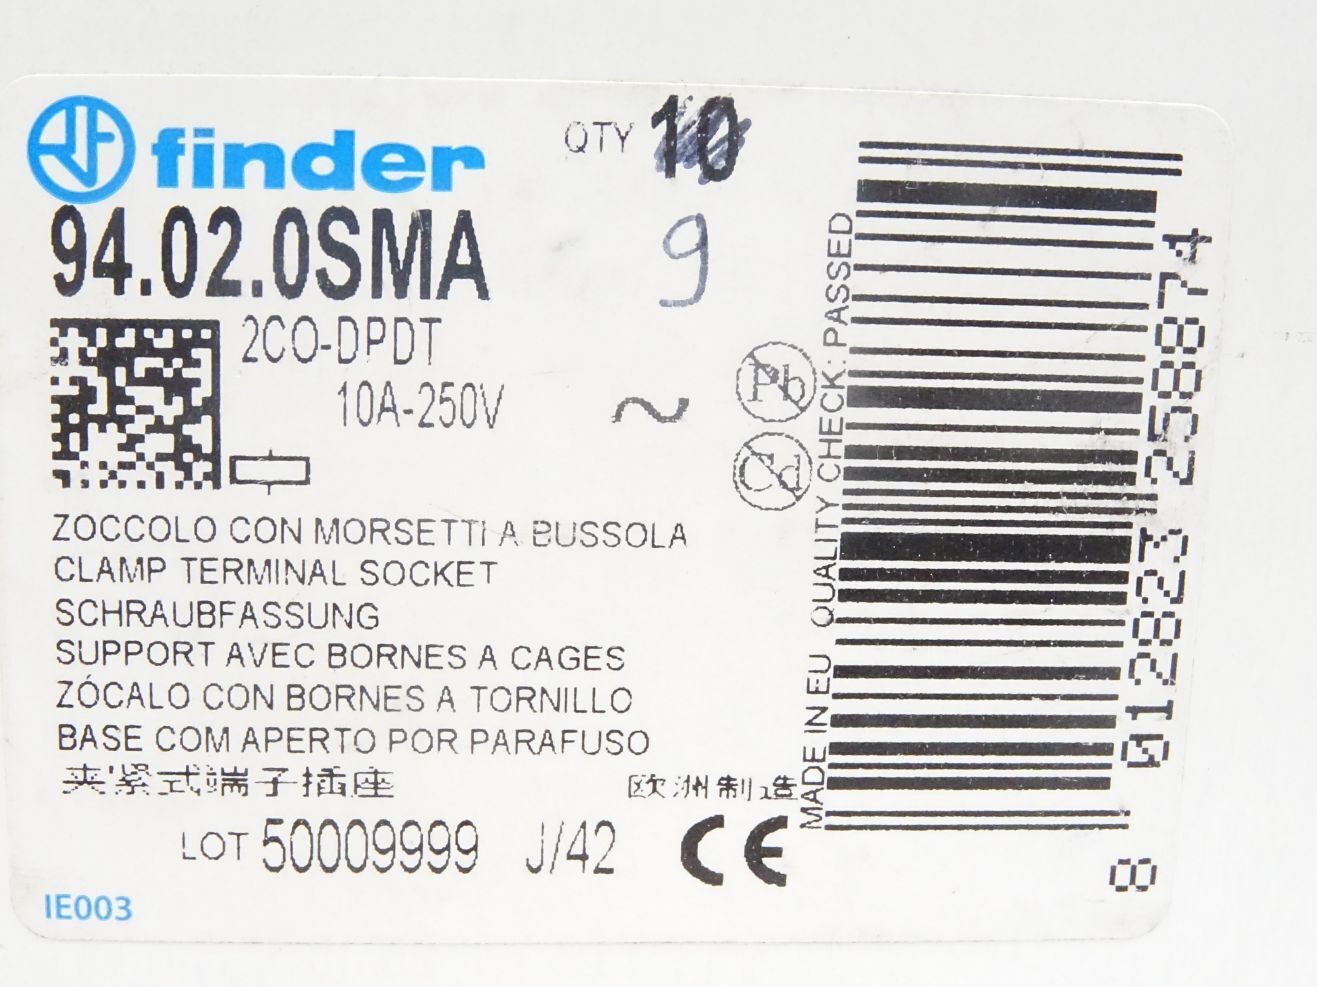 finder
QTY 10
9
94.02.0SMA
2CO-DPDT
10A-250V ~
Pb
Cd
ZOCCOLO CON MORSETTI A BUSSOLA
CLAMP TERMINAL SOCKET
SCHRAUBFASSUNG
SUPPORT AVEC BORNES A CAGES
ZÓCALO CON BORNES A TORNILLO
BASE COM APERTO POR PARAFUSO
夹紧式端子插座
欧洲制造
LOT 50009999 J/42 CE
IE003
MADE IN EU QUALITY CHECK: PASSED
8 012823 258874